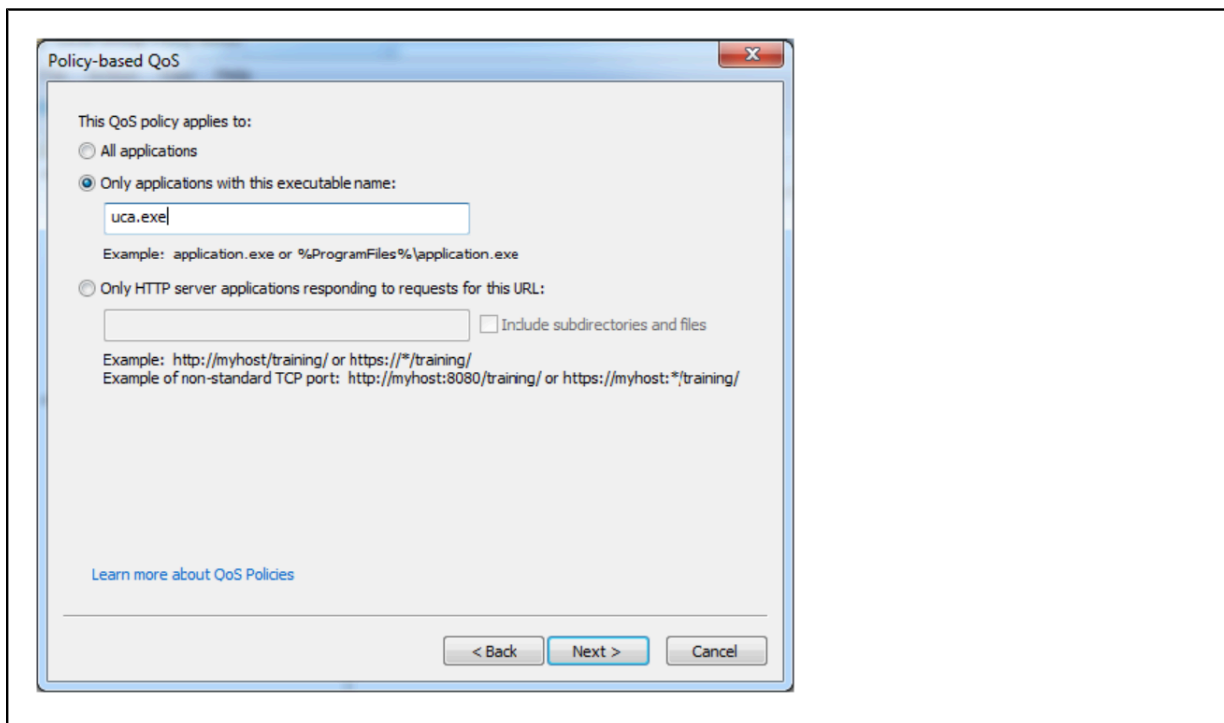 Policy-based QoS
This QoS policy applies to:
All applications
Only applications with this executable name:
uca.exe
Example: application.exe or %ProgramFiles%\application.exe
Only HTTP server applications responding to requests for this URL:
Include subdirectories and files
Example: http://myhost/training/ or https://*/training/
Example of non-standard TCP port: http://myhost:8080/training/ or https://myhost:*/training/
Learn more about QoS Policies
< Back
Next >
Cancel